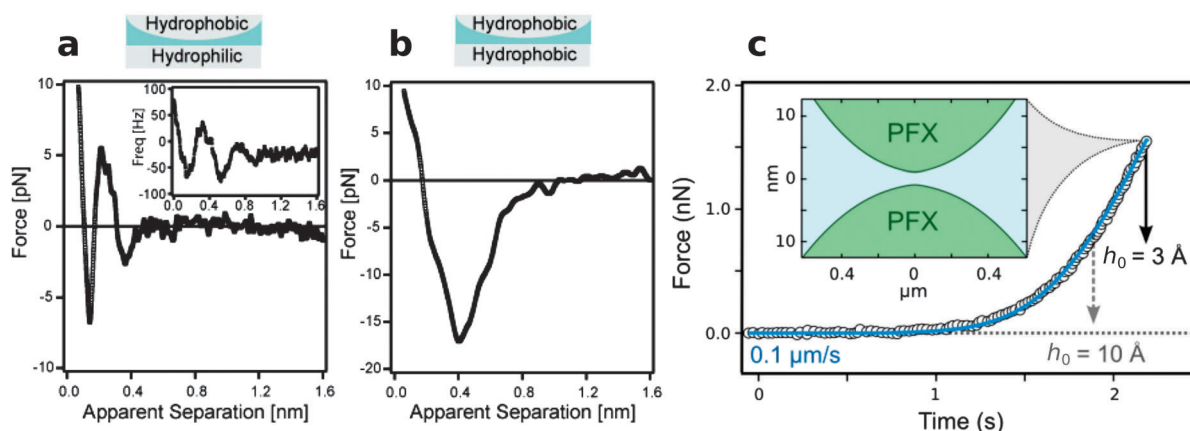 a
Hydrophobic
Hydrophilic
10
5
0
-5
-10
Force [pN]
0.0
0.4
0.8
1.2
1.6
Apparent Separation [nm]
100
50
0
-50
-100
Freq [Hz]
0.0
0.4
0.8
1.2
1.6
b
Hydrophobic
Hydrophobic
10
5
0
-5
-10
-15
-20
Force [pN]
0.0
0.4
0.8
1.2
1.6
Apparent Separation [nm]
c
2.0
1.0
0.0
Force (nN)
10
0
10
nm
PFX
PFX
0.4
0
0.4
μm
h₀ = 3 Å
h₀ = 10 Å
0.1 μm/s
0
1
2
Time (s)